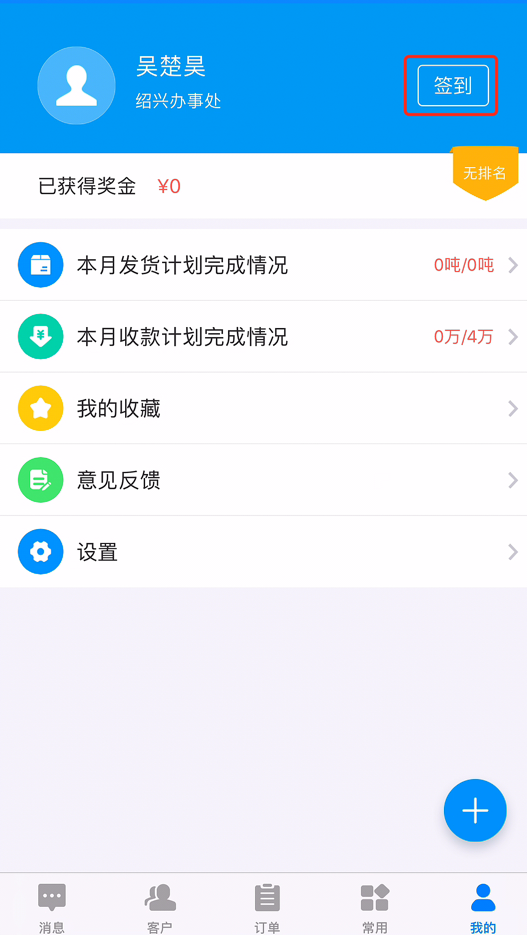 吴楚昊
绍兴办事处
签到
已获得奖金 ¥0
无排名
本月发货计划完成情况 0吨/0吨
本月收款计划完成情况 0万/4万
我的收藏
意见反馈
设置
消息 客户 订单 常用 我的